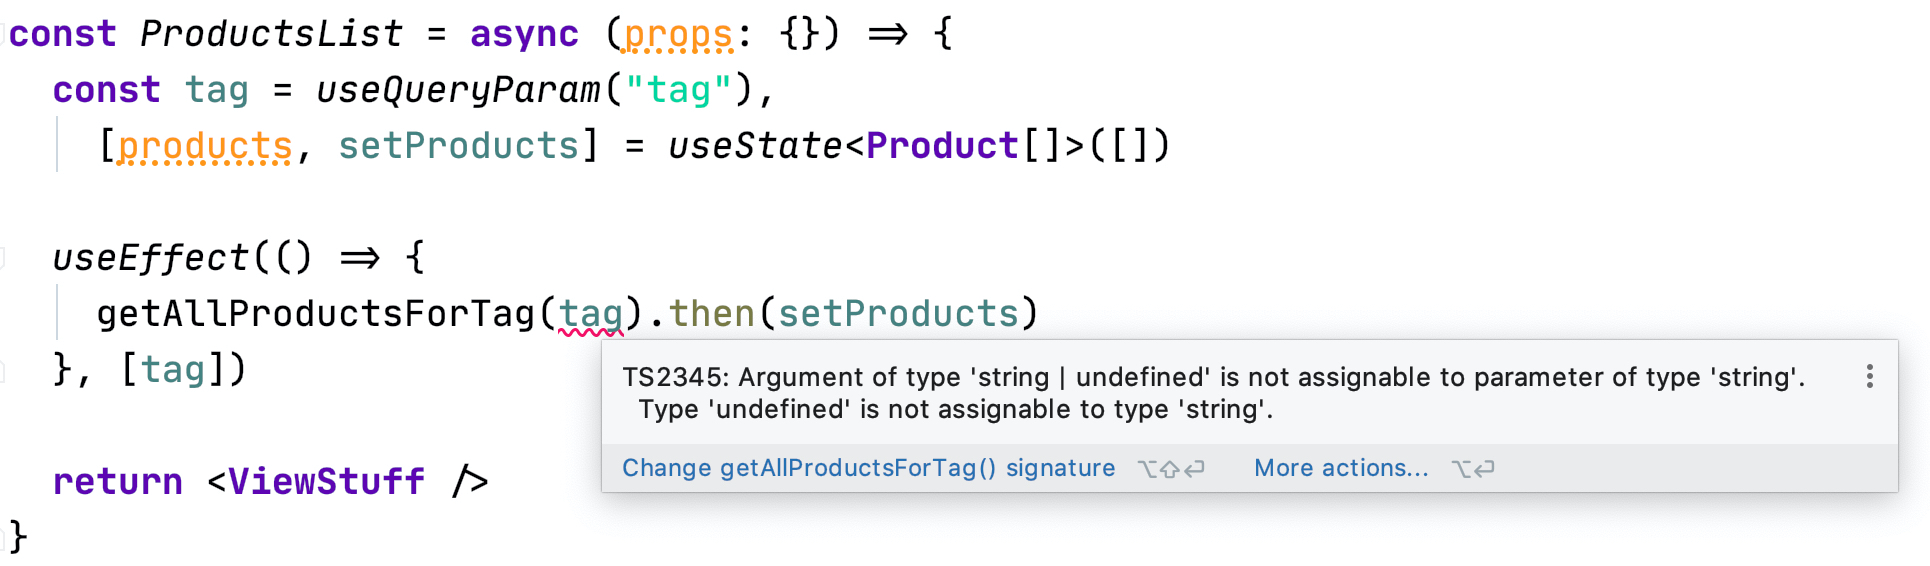 const ProductsList = async (props: {}) => {
const tag = useQueryParam("tag"),
[products, setProducts] = useState<Product[]>([])
useEffect(() => {
getAllProductsForTag(tag).then(setProducts)
}, [tag])
TS2345: Argument of type 'string | undefined' is not assignable to parameter of type 'string'.
Type 'undefined' is not assignable to type 'string'.
Change getAllProductsForTag() signature ⌥⇧⏎ More actions... ⌥⏎
return <ViewStuff />
}